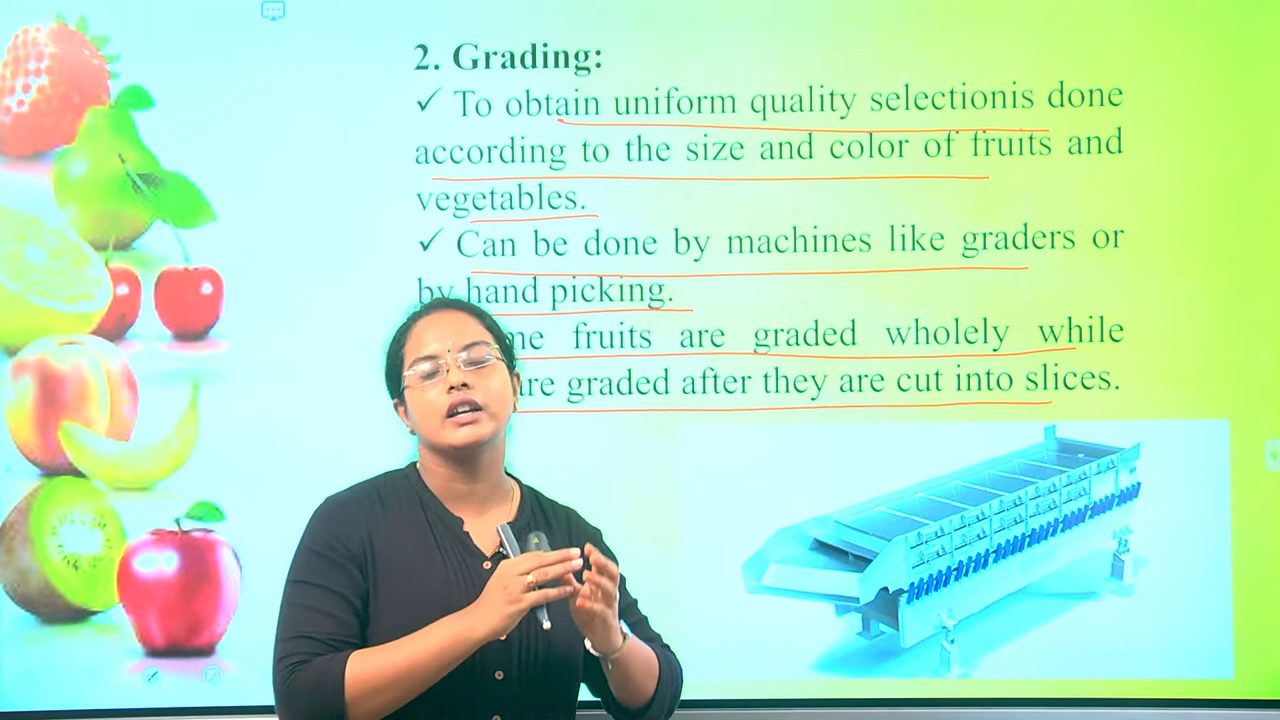 2. Grading:
✓ To obtain uniform quality selectionis done
according to the size and color of fruits and
vegetables.
✓ Can be done by machines like graders or
by hand picking.
me fruits are graded wholely while
are graded after they are cut into slices.